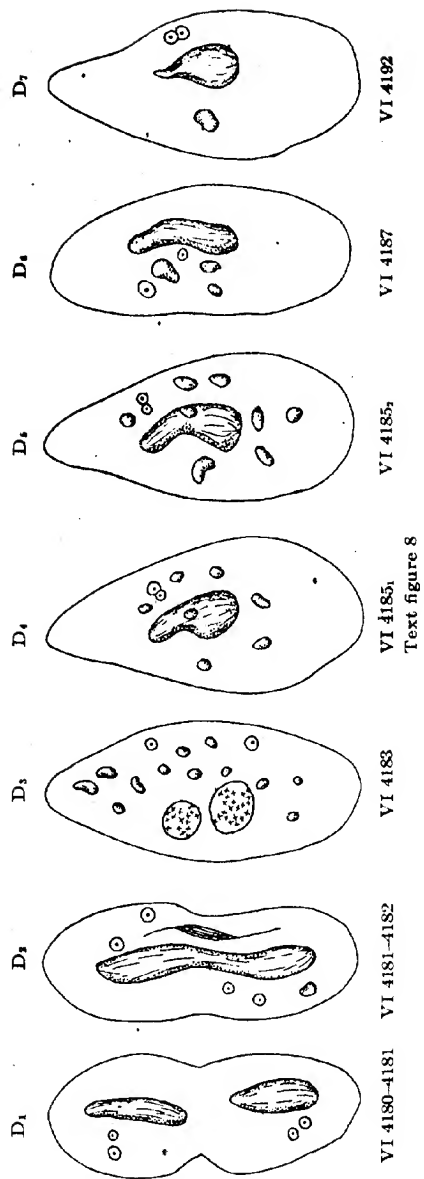 D₁ D₂ D₃ D₄ D₅ D₆ D₇
VI 4180–4181 VI 4181–4182 VI 4183 VI 4185₁ VI 4185₂ VI 4187 VI 4192
Text figure 8